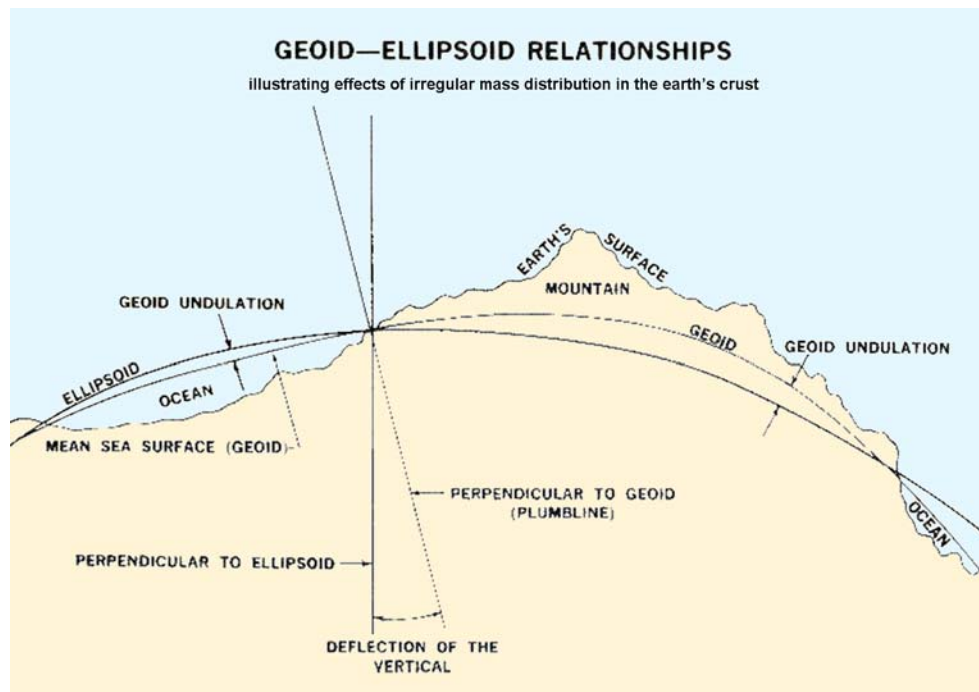 GEOID—ELLIPSOID RELATIONSHIPS
illustrating effects of irregular mass distribution in the earth's crust
EARTH'S SURFACE
MOUNTAIN
GEOID UNDULATION
GEOID
GEOID UNDULATION
ELLIPSOID
OCEAN
MEAN SEA SURFACE (GEOID)
PERPENDICULAR TO GEOID
(PLUMBLINE)
OCEAN
PERPENDICULAR TO ELLIPSOID
DEFLECTION OF THE
VERTICAL